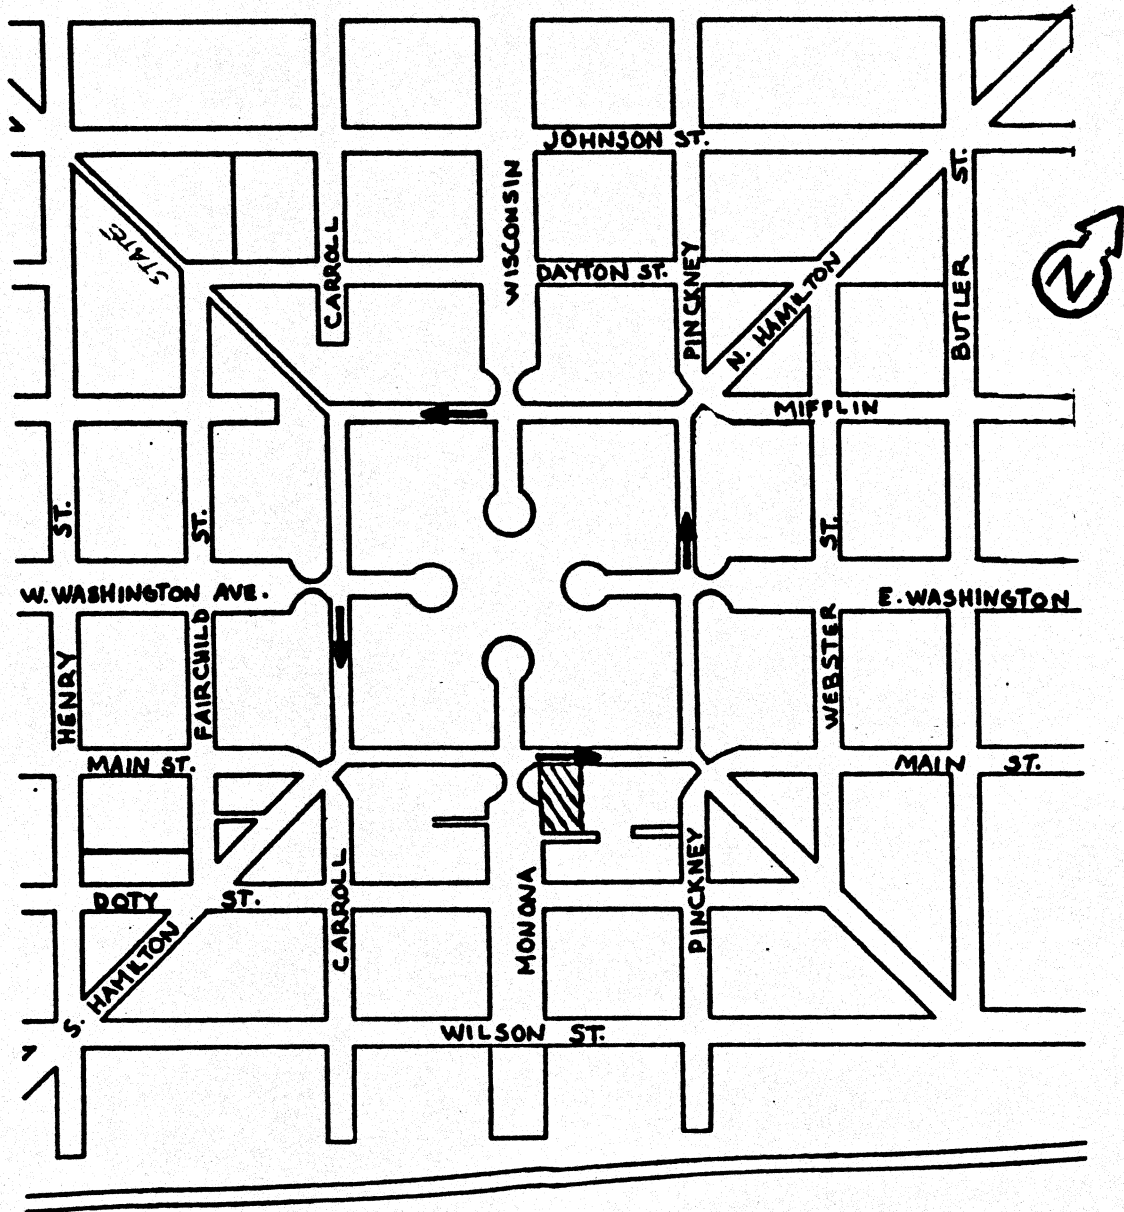 JOHNSON ST.
WISCONSIN
ST.
STATE
CARROLL
DAYTON ST.
PINCKNEY
N. HAMILTON
BUTLER
N
MIFFLIN
ST.
ST.
ST.
W. WASHINGTON AVE.
E. WASHINGTON
HENRY
FAIRCHILD
WEBSTER
MAIN ST.
MAIN ST.
DOTY ST.
CARROLL
MONONA
PINCKNEY
S. HAMILTON
WILSON ST.